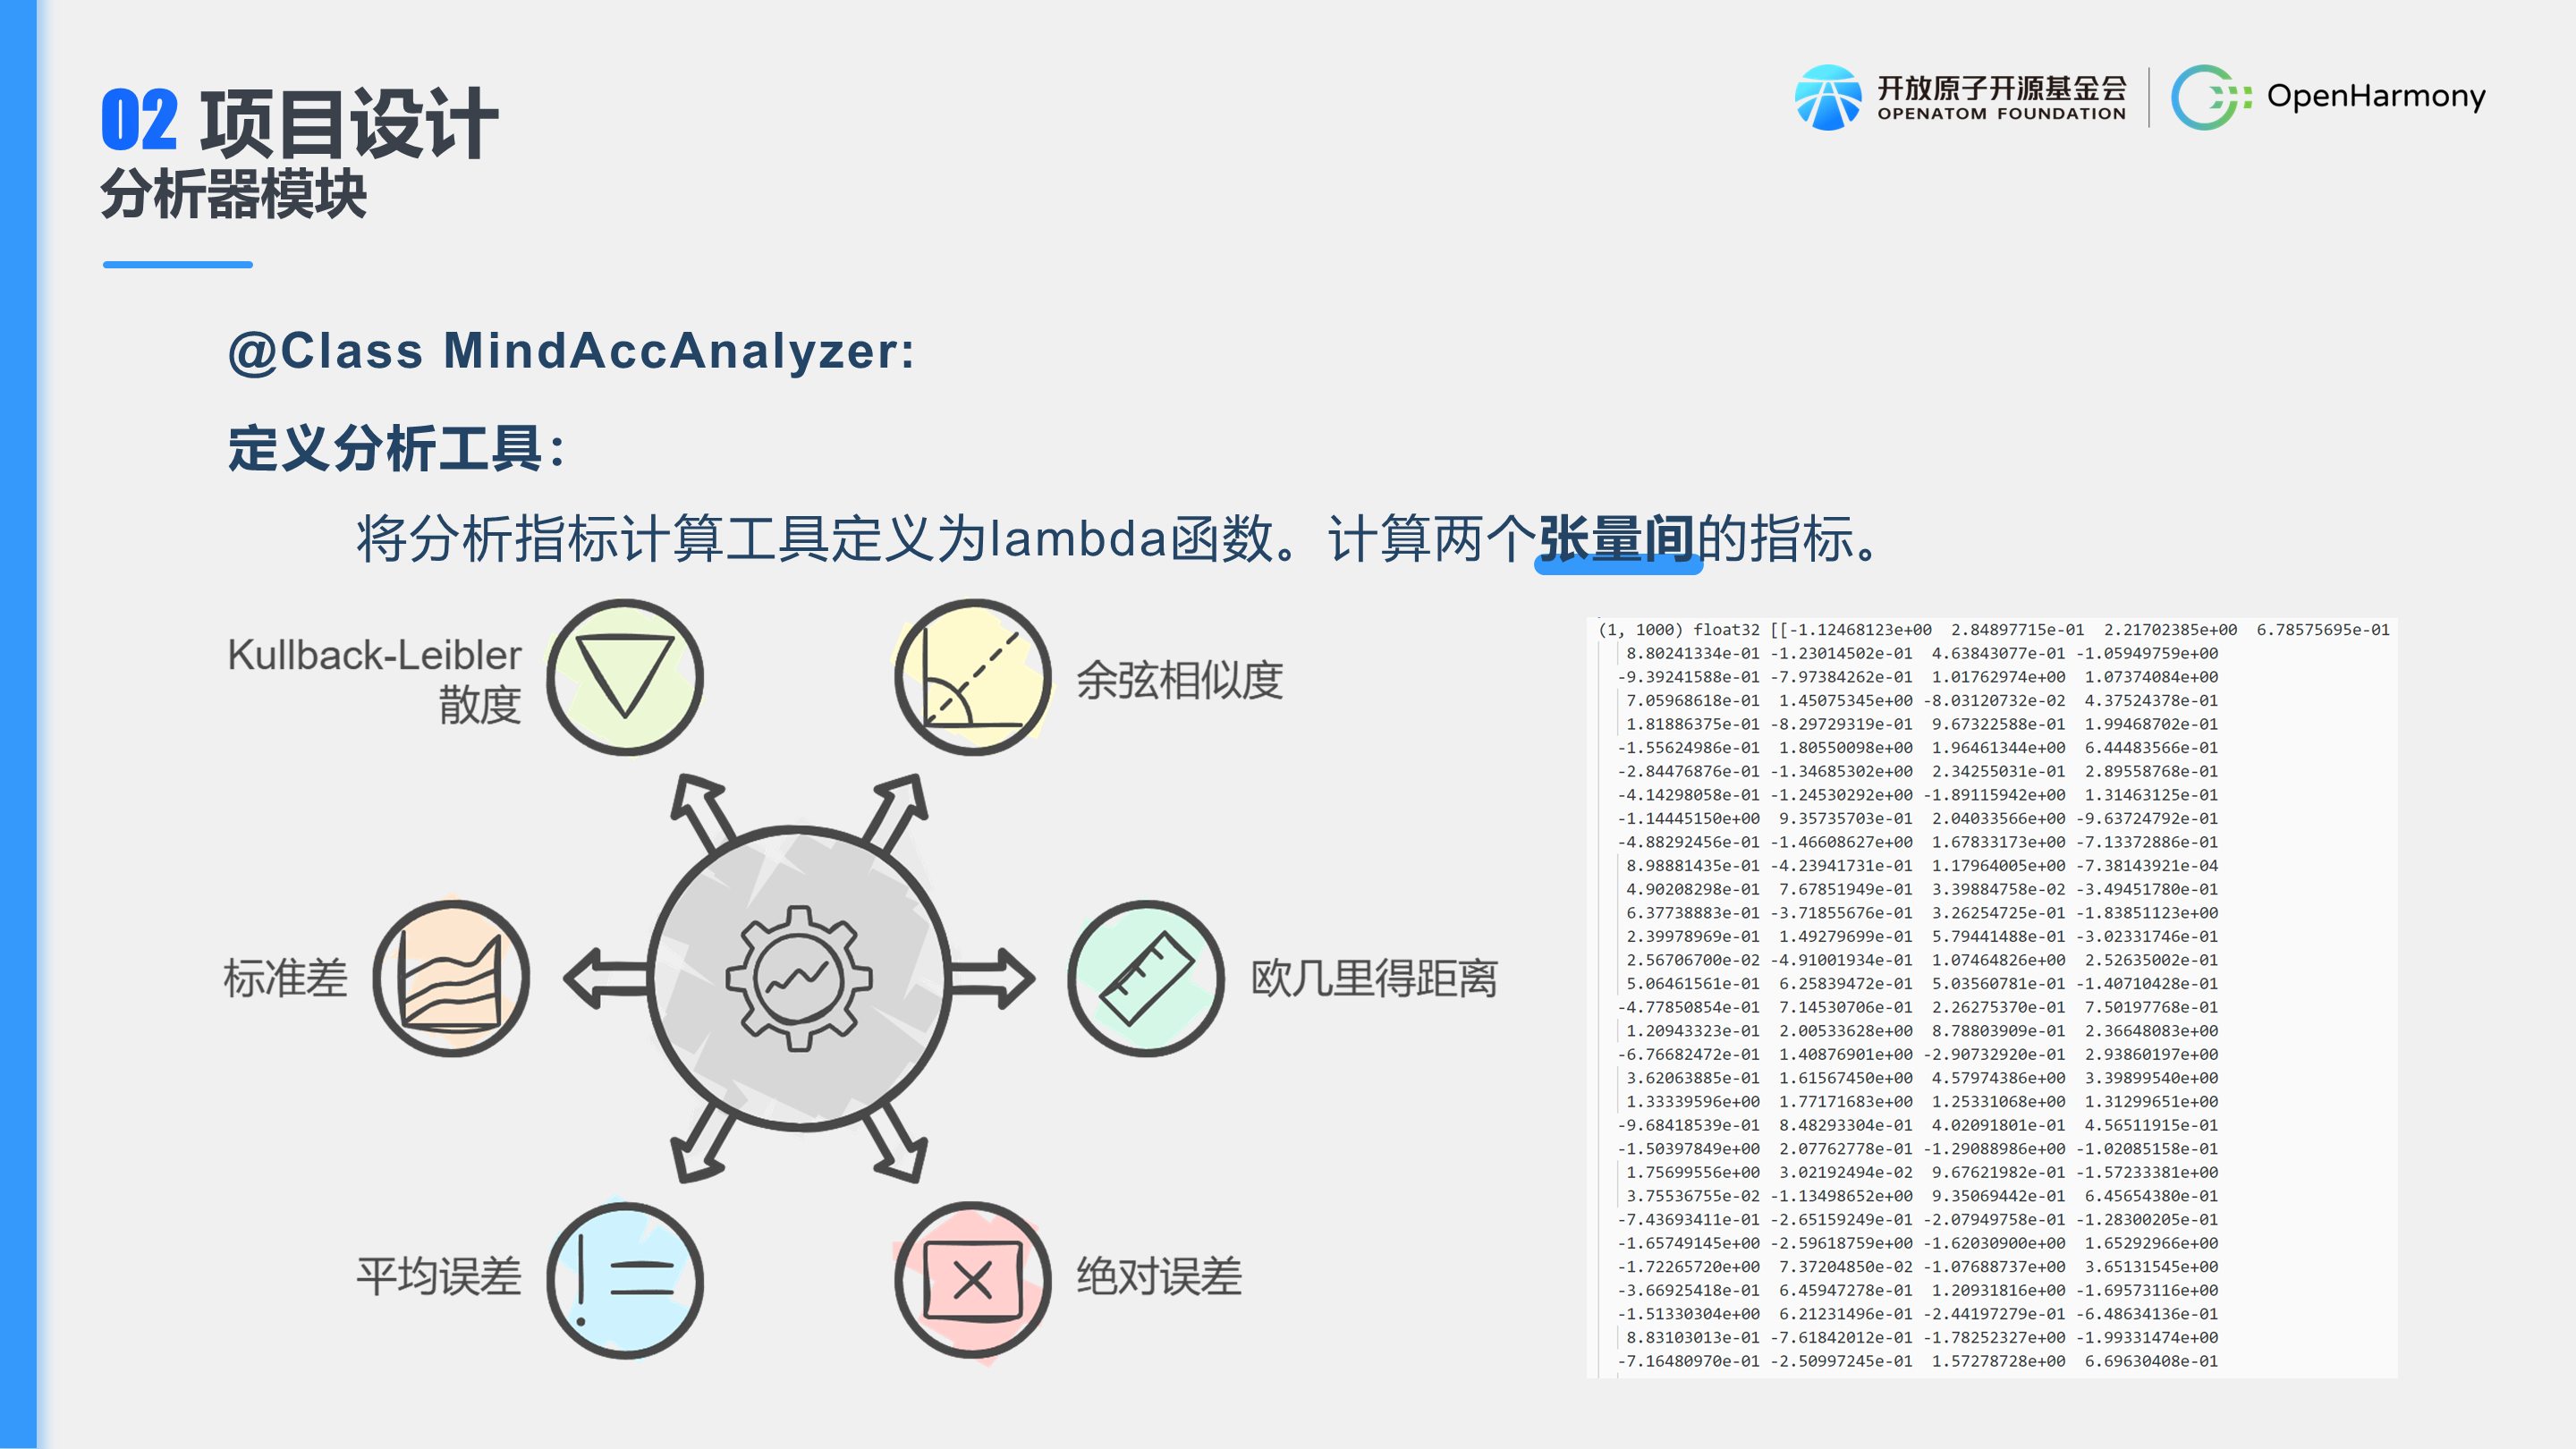 02 项目设计
分析器模块
开放原子开源基金会
OPENATOM FOUNDATION
OpenHarmony
@Class MindAccAnalyzer:
定义分析工具：
将分析指标计算工具定义为lambda函数。计算两个张量间的指标。
Kullback-Leibler
散度
余弦相似度
标准差
欧几里得距离
平均误差
绝对误差
(1, 1000) float32 [[-1.12468123e+00 2.84897715e-01 2.21702385e+00 6.78575695e-01
8.80241334e-01 -1.23014502e-01 4.63843077e-01 -1.05949759e+00
-9.39241588e-01 -7.97384262e-01 1.01762974e+00 1.07374084e+00
7.05968618e-01 1.45075345e+00 -8.03120732e-02 4.37524378e-01
1.81886375e-01 -8.29729319e-01 9.67322588e-01 1.99468702e-01
-1.55624986e-01 1.80550098e+00 1.96461344e+00 6.44483566e-01
-2.84476876e-01 -1.34685302e+00 2.34255031e-01 2.89558768e-01
-4.14298058e-01 -1.24530292e+00 -1.89115942e+00 1.31463125e-01
-1.14445150e+00 9.35735703e-01 2.04033566e+00 -9.63724792e-01
-4.88292456e-01 -1.46608627e+00 1.67833173e+00 -7.13372886e-01
8.98881435e-01 -4.23941731e-01 1.17964005e+00 -7.38143921e-04
4.90208298e-01 7.67851949e-01 3.39884758e-02 -3.49451780e-01
6.37738883e-01 -3.71855676e-01 3.26254725e-01 -1.83851123e+00
2.39978969e-01 1.49279699e-01 5.79441488e-01 -3.02331746e-01
2.56706700e-02 -4.91001934e-01 1.07464826e+00 2.52635002e-01
5.06461561e-01 6.25839472e-01 5.03560781e-01 -1.40710428e-01
-4.77850854e-01 7.14530706e-01 2.26275370e-01 7.50197768e-01
1.20943323e-01 2.00533628e+00 8.78803909e-01 2.36648083e+00
-6.76682472e-01 1.40876901e+00 -2.90732920e-01 2.93860197e+00
3.62063885e-01 1.61567450e+00 4.57974386e+00 3.39899540e+00
1.33339596e+00 1.77171683e+00 1.25331068e+00 1.31299651e+00
-9.68418539e-01 8.48293304e-01 4.02091801e-01 4.56511915e-01
-1.50397849e+00 2.07762778e-01 -1.29088986e+00 -1.02085158e-01
1.75699556e+00 3.02192494e-02 9.67621982e-01 -1.57233381e+00
3.75536755e-02 -1.13498652e+00 9.35069442e-01 6.45654380e-01
-7.43693411e-01 -2.65159249e-01 -2.07949758e-01 -1.28300205e-01
-1.65749145e+00 -2.59618759e+00 -1.62030900e+00 1.65292966e+00
-1.72265720e+00 7.37204850e-02 -1.07688737e+00 3.65131545e+00
-3.66925418e-01 6.45947278e-01 1.20931816e+00 -1.69573116e+00
-1.51330304e+00 6.21231496e-01 -2.44197279e-01 -6.48634136e-01
8.83103013e-01 -7.61842012e-01 -1.78252327e+00 -1.99331474e+00
-7.16480970e-01 -2.50997245e-01 1.57278728e+00 6.69630408e-01